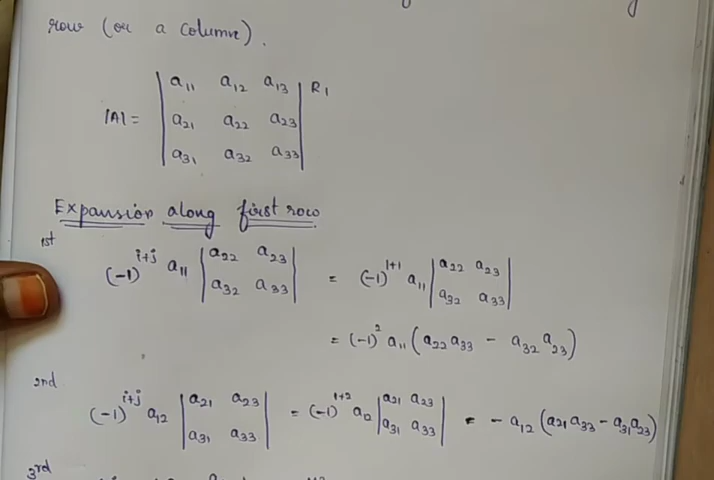 row (or a column).
|A| = | a11 a12 a13 | R1
| a21 a22 a23 |
| a31 a32 a33 |
Expansion along first row
1st
(-1)^i+j a11 | a22 a23 | = (-1)^1+1 a11 | a22 a23 |
| a32 a33 | | a32 a33 |
= (-1)^2 a11 (a22 a33 - a32 a23)
2nd
(-1)^i+j a12 | a21 a23 | = (-1)^1+2 a12 | a21 a23 | = - a12 (a21 a33 - a31 a23)
| a31 a33 | | a31 a33 |
3rd